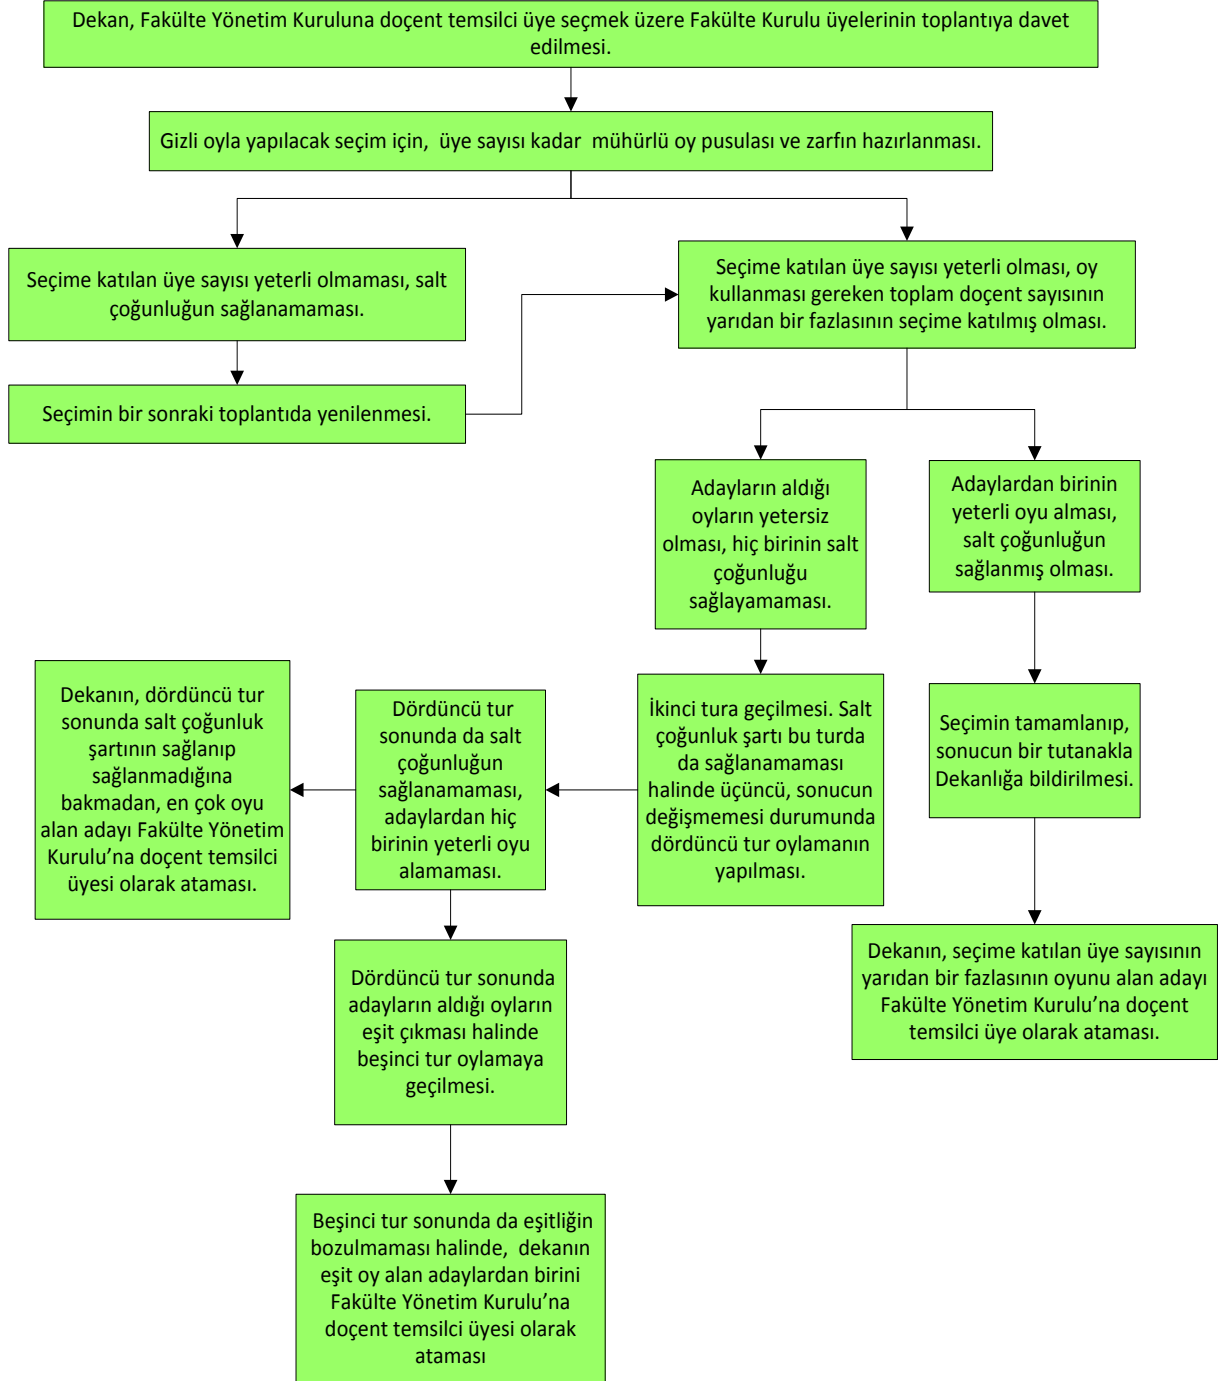 Dekan, Fakülte Yönetim Kuruluna doçent temsilci üye seçmek üzere Fakülte Kurulu üyelerinin toplantıya davet
edilmesi.
Gizli oyla yapılacak seçim için, üye sayısı kadar mühürlü oy pusulası ve zarfın hazırlanması.
Seçime katılan üye sayısı yeterli olmaması, salt
çoğunluğun sağlanamaması.
Seçime katılan üye sayısı yeterli olması, oy
kullanması gereken toplam doçent sayısının
yarıdan bir fazlasının seçime katılmış olması.
Seçimin bir sonraki toplantıda yenilenmesi.
Adayların aldığı
oyların yetersiz
olması, hiç birinin salt
çoğunluğu
sağlayamaması.
Adaylardan birinin
yeterli oyu alması,
salt çoğunluğun
sağlanmış olması.
Dekanın, dördüncü tur
sonunda salt çoğunluk
şartının sağlanıp
sağlanmadığına
bakmadan, en çok oyu
alan adayı Fakülte Yönetim
Kurulu’na doçent temsilci
üyesi olarak ataması.
Dördüncü tur
sonunda da salt
çoğunluğun
sağlanamaması,
adaylardan hiç
birinin yeterli oyu
alamaması.
İkinci tura geçilmesi. Salt
çoğunluk şartı bu turda
da sağlanamaması
halinde üçüncü, sonucun
değişmemesi durumunda
dördüncü tur oylamanın
yapılması.
Seçimin tamamlanıp,
sonucun bir tutanakla
Dekanlığa bildirilmesi.
Dekanın, seçime katılan üye sayısının
yarıdan bir fazlasının oyunu alan adayı
Fakülte Yönetim Kurulu’na doçent
temsilci üye olarak ataması.
Dördüncü tur sonunda
adayların aldığı oyların
eşit çıkması halinde
beşinci tur oylamaya
geçilmesi.
Beşinci tur sonunda da eşitliğin
bozulmaması halinde, dekanın
eşit oy alan adaylardan birini
Fakülte Yönetim Kurulu’na
doçent temsilci üyesi olarak
ataması